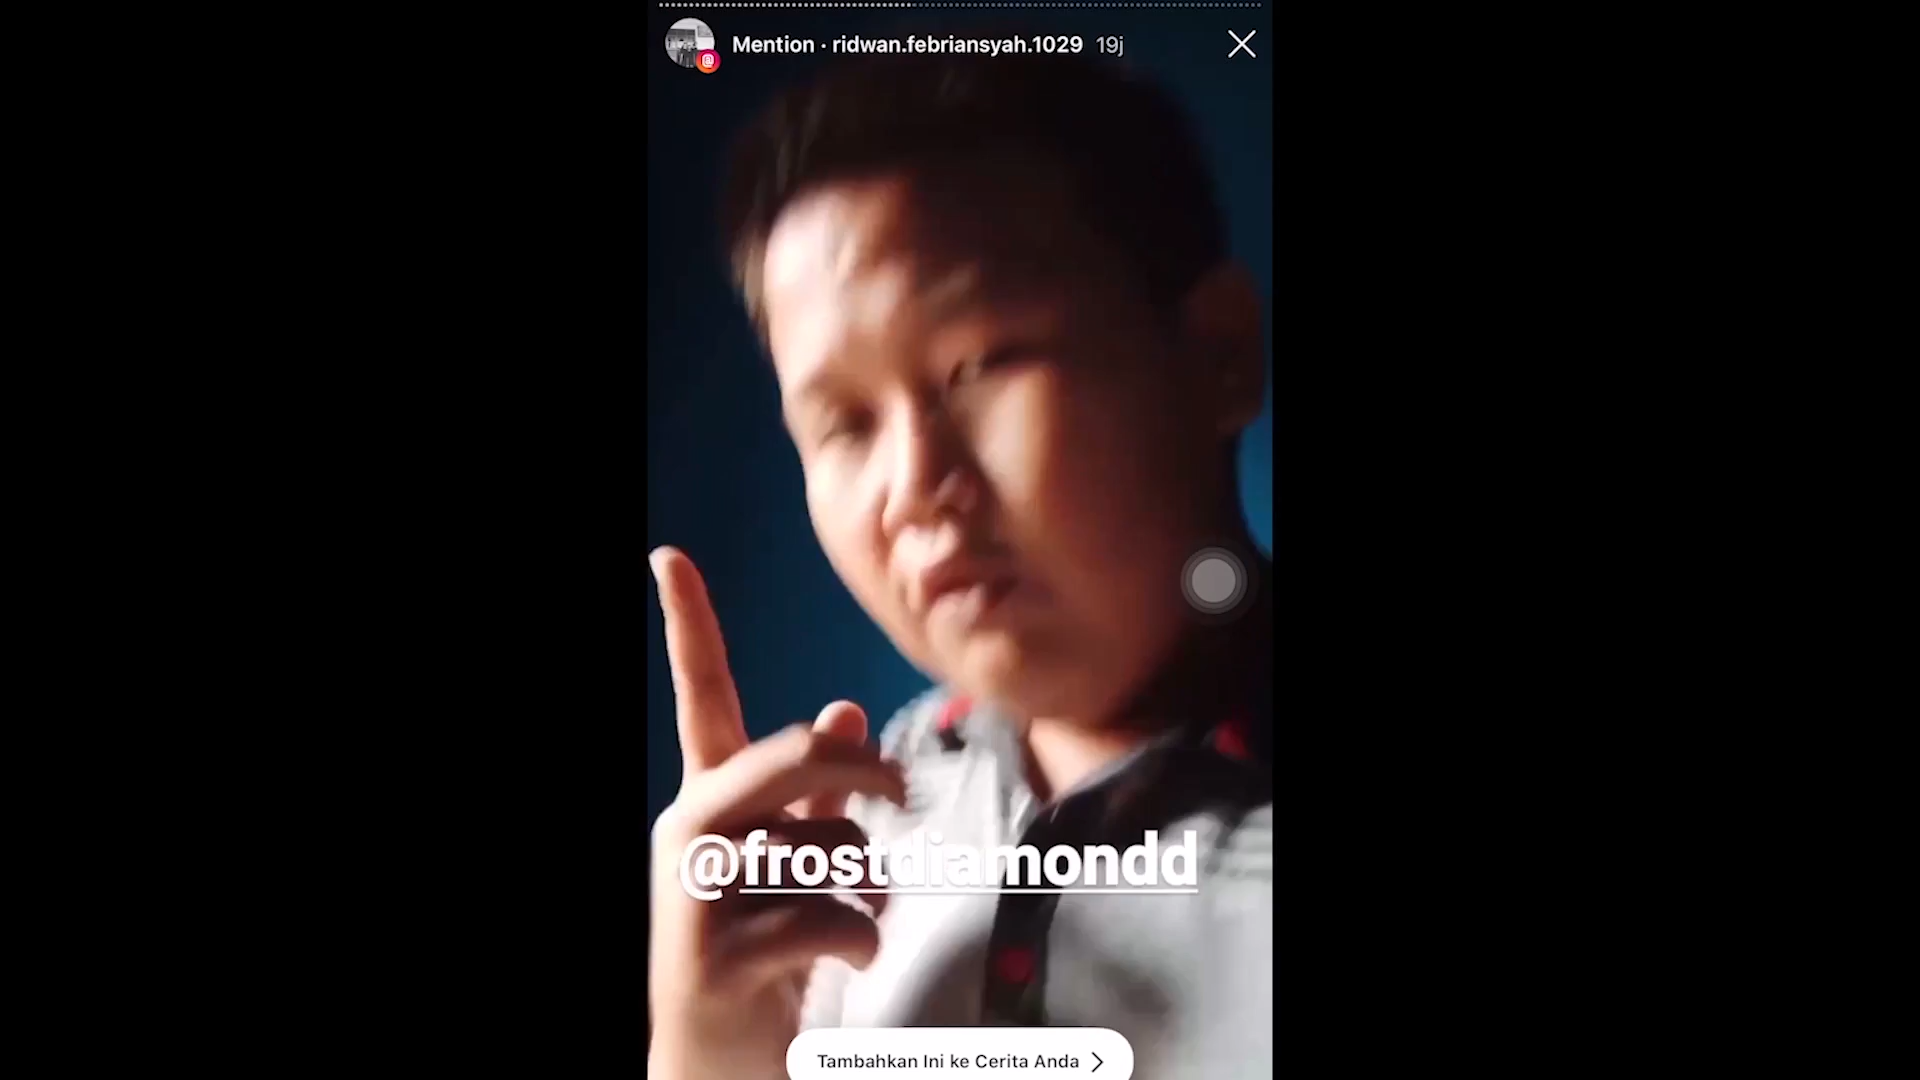 Mention · ridwan.febriansyah.1029 19j
@frostdiamondd
Tambahkan Ini ke Cerita Anda